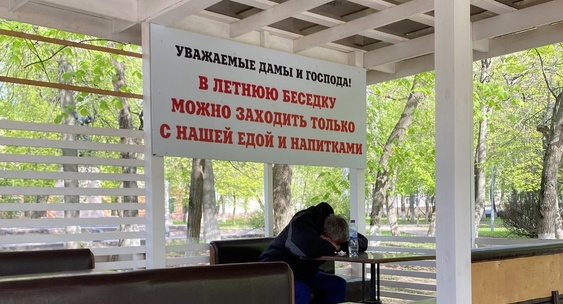 УВАЖАЕМЫЕ ДАМЫ И ГОСПОДА!
В ЛЕТНЮЮ БЕСЕДКУ
МОЖНО ЗАХОДИТЬ ТОЛЬКО
С НАШЕЙ ЕДОЙ И НАПИТКАМИ